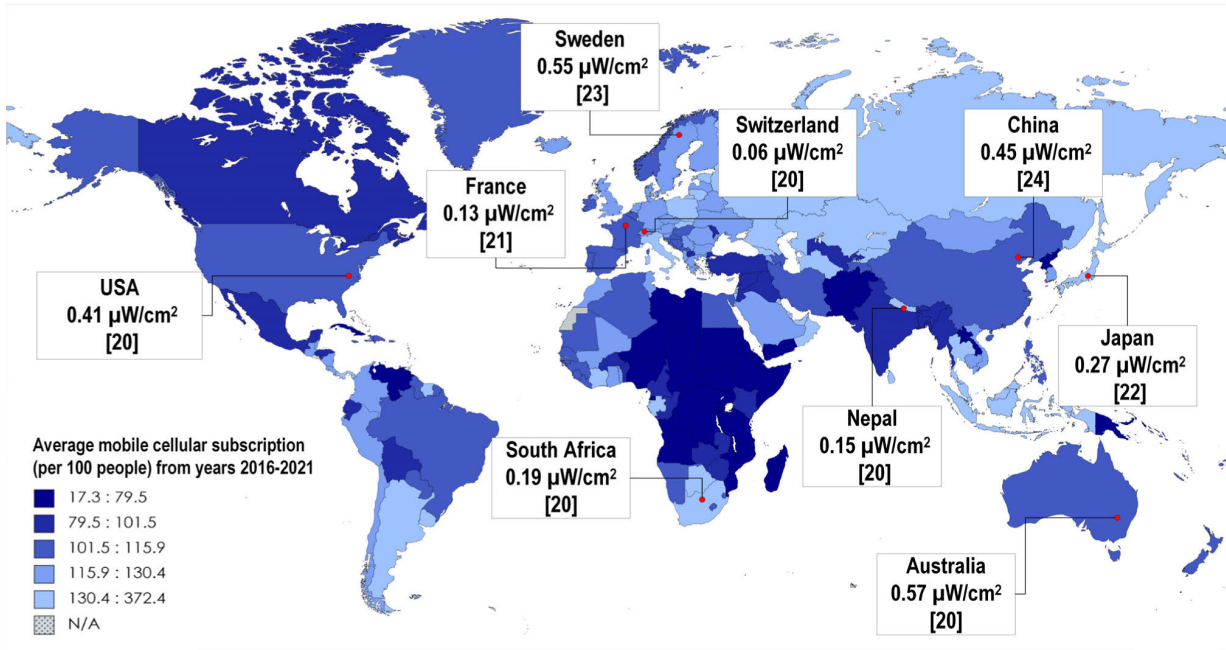 Sweden
0.55 µW/cm²
[23]
Switzerland
0.06 µW/cm²
[20]
China
0.45 µW/cm²
[24]
France
0.13 µW/cm²
[21]
USA
0.41 µW/cm²
[20]
Japan
0.27 µW/cm²
[22]
Nepal
0.15 µW/cm²
[20]
South Africa
0.19 µW/cm²
[20]
Australia
0.57 µW/cm²
[20]
Average mobile cellular subscription
(per 100 people) from years 2016-2021
17.3 : 79.5
79.5 : 101.5
101.5 : 115.9
115.9 : 130.4
130.4 : 372.4
N/A